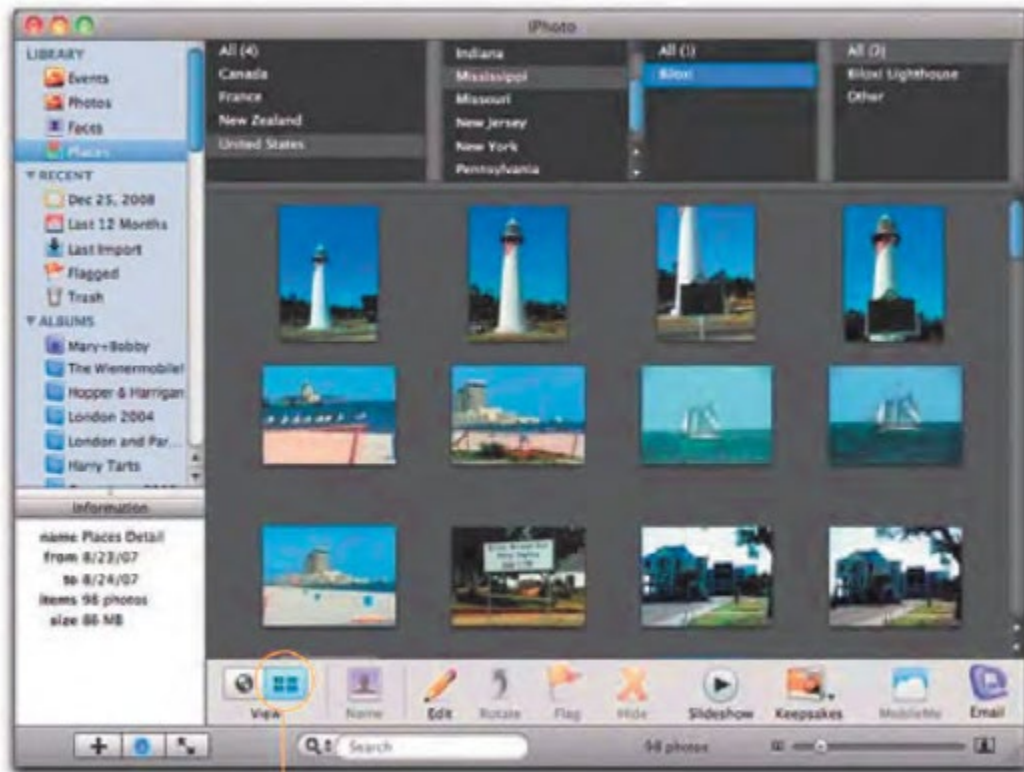 iPhoto
LIBRARY
Events
Photos
Faces
Places
RECENT
Dec 25, 2008
Last 12 Months
Last Import
Flagged
Trash
ALBUMS
Mary+Bobby
The Wienermobile!
Hopper & Harrigan
London 2004
London and Par...
Harry Tarts
Information
name Places Detail
from 8/23/07
to 8/24/07
items 98 photos
size 86 MB
All (4)
Canada
France
New Zealand
United States
Indiana
Mississippi
Missouri
New Jersey
New York
Pennsylvania
All (1)
Biloxi
All (2)
Biloxi Lighthouse
Other
View
Name
Edit
Rotate
Flag
Hide
Slideshow
Keepsakes
MobileMe
Email
Search
98 photos